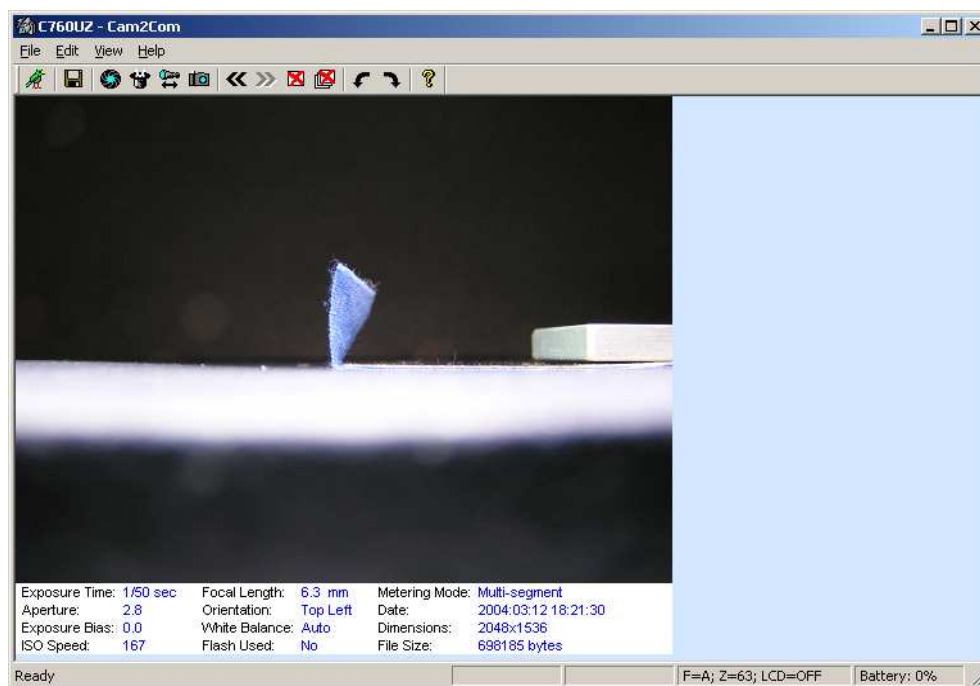 C760UZ - Cam2Com
File Edit View Help
Exposure Time: 1/50 sec Focal Length: 6.3 mm Metering Mode: Multi-segment
Aperture: 2.8 Orientation: Top Left Date: 2004:03:12 18:21:30
Exposure Bias: 0.0 White Balance: Auto Dimensions: 2048x1536
ISO Speed: 167 Flash Used: No File Size: 698185 bytes
Ready F=A; Z=63; LCD=OFF Battery: 0%